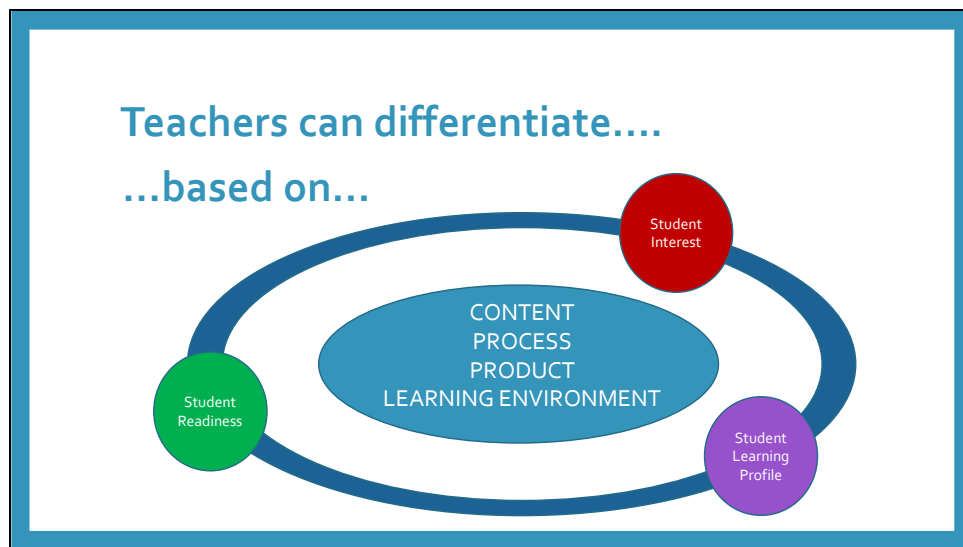 Teachers can differentiate....
...based on...
Student
Interest
CONTENT
PROCESS
PRODUCT
LEARNING ENVIRONMENT
Student
Readiness
Student
Learning
Profile